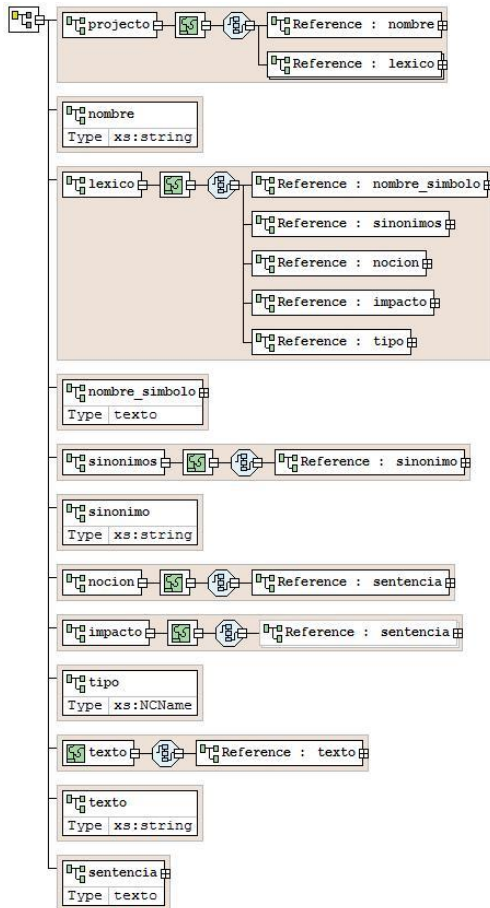 projecto
Reference : nombre
Reference : lexico
nombre
Type xs:string
lexico
Reference : nombre_simbolo
Reference : sinonimos
Reference : nocion
Reference : impacto
Reference : tipo
nombre_simbolo
Type texto
sinonimos
Reference : sinonimo
sinonimo
Type xs:string
nocion
Reference : sentencia
impacto
Reference : sentencia
tipo
Type xs:NCName
texto
Reference : texto
texto
Type xs:string
sentencia
Type texto